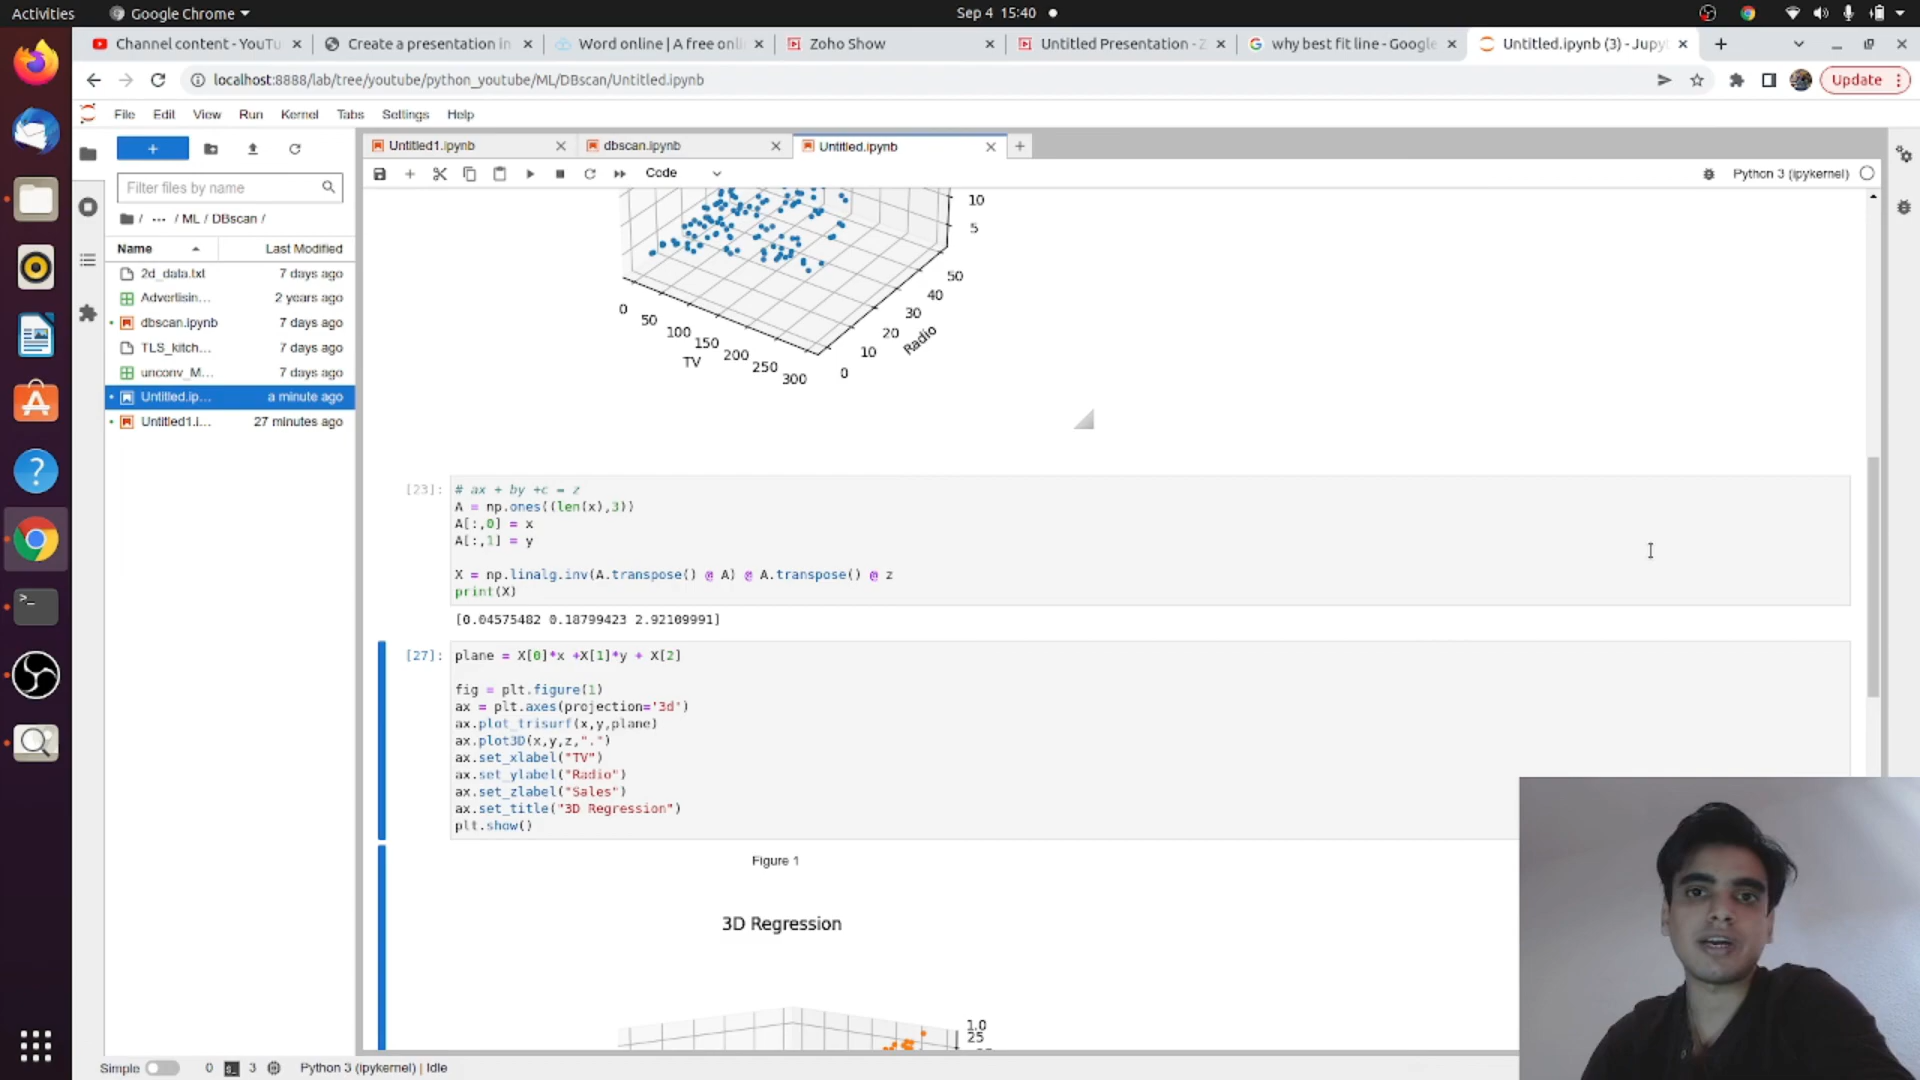 Activities
Google Chrome
Sep 4 15:40
Channel content - YouTu
Create a presentation in
Word online | A free onli
Zoho Show
Untitled Presentation - Z
why best fit line - Google
Untitled.ipynb (3) - Jupy
localhost:8888/lab/tree/youtube/python_youtube/ML/DBscan/Untitled.ipynb
Update
File Edit View Run Kernel Tabs Settings Help
Untitled1.ipynb
dbscan.ipynb
Untitled.ipynb
Code
Python 3 (ipykernel)
Filter files by name
/ ··· / ML / DBscan /
Name Last Modified
2d_data.txt 7 days ago
Advertisin... 2 years ago
dbscan.ipynb 7 days ago
TLS_kitch... 7 days ago
unconv_M... 7 days ago
Untitled.ip... a minute ago
Untitled1.i... 27 minutes ago
10
5
50
40
30
20
10
0
Radio
0
50
100
150
200
250
300
TV
[23]:
# ax + by +c = z
A = np.ones((len(x),3))
A[:,0] = x
A[:,1] = y
X = np.linalg.inv(A.transpose() @ A) @ A.transpose() @ z
print(X)
[0.04575482 0.18799423 2.92109991]
[27]:
plane = X[0]*x +X[1]*y + X[2]
fig = plt.figure(1)
ax = plt.axes(projection='3d')
ax.plot_trisurf(x,y,plane)
ax.plot3D(x,y,z,".")
ax.set_xlabel("TV")
ax.set_ylabel("Radio")
ax.set_zlabel("Sales")
ax.set_title("3D Regression")
plt.show()
Figure 1
3D Regression
1.0
25
Simple
0
3
Python 3 (ipykernel) | Idle